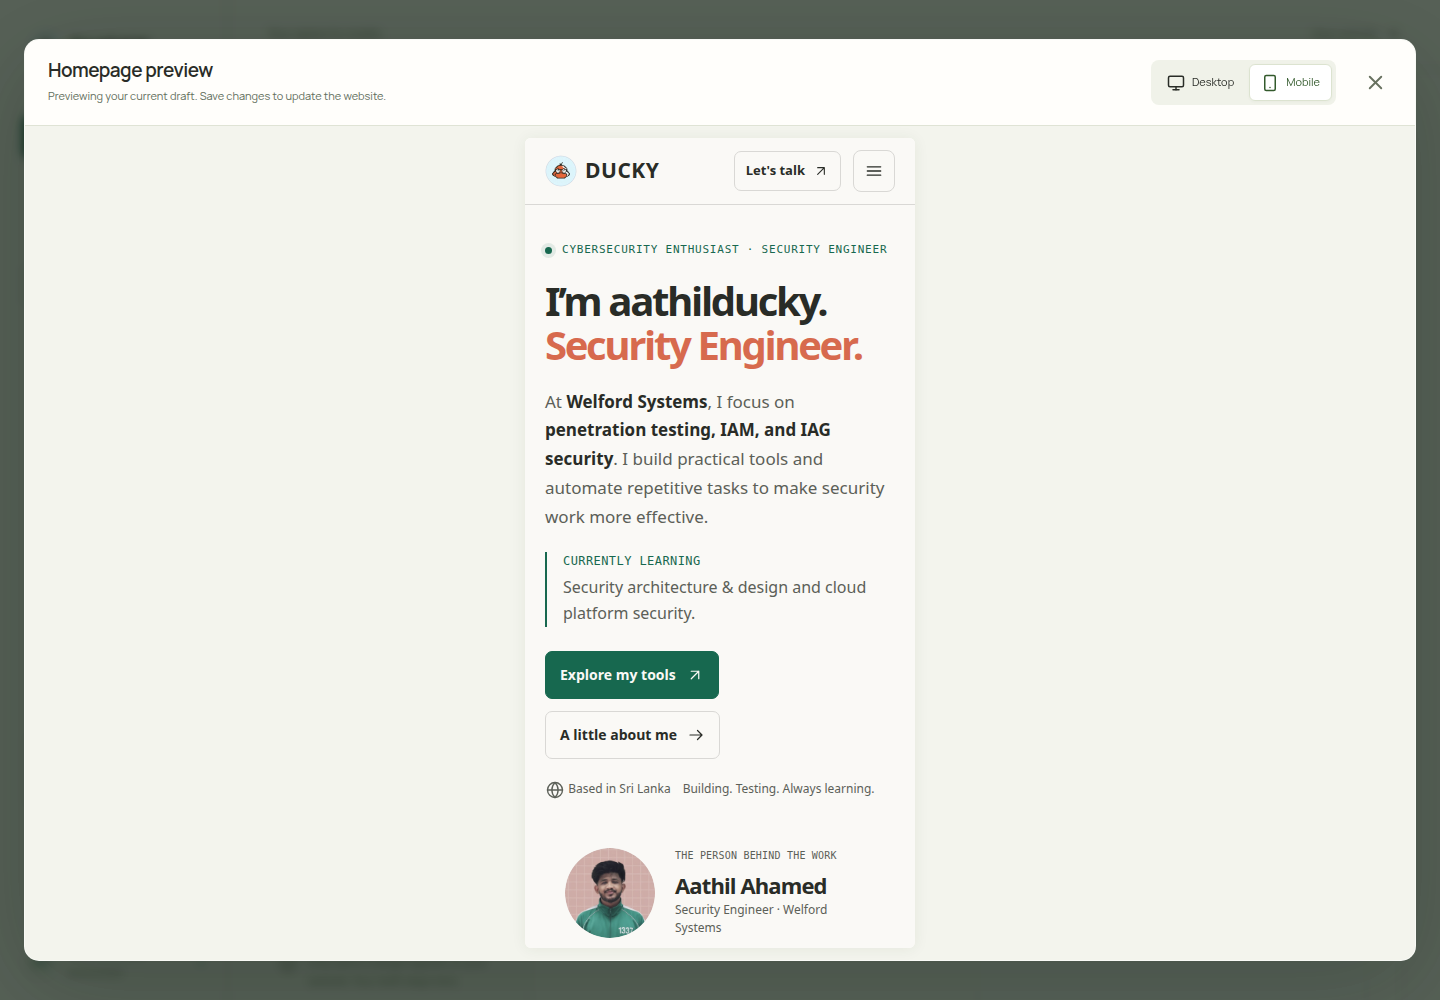 Homepage preview
Previewing your current draft. Save changes to update the website.
Desktop
Mobile
DUCKY
Let's talk
CYBERSECURITY ENTHUSIAST · SECURITY ENGINEER
I'm aathilducky.
Security Engineer.
At Welford Systems, I focus on
penetration testing, IAM, and IAG
security. I build practical tools and
automate repetitive tasks to make security
work more effective.
CURRENTLY LEARNING
Security architecture & design and cloud
platform security.
Explore my tools
A little about me
Based in Sri Lanka
Building. Testing. Always learning.
THE PERSON BEHIND THE WORK
Aathil Ahamed
Security Engineer · Welford
Systems
1337